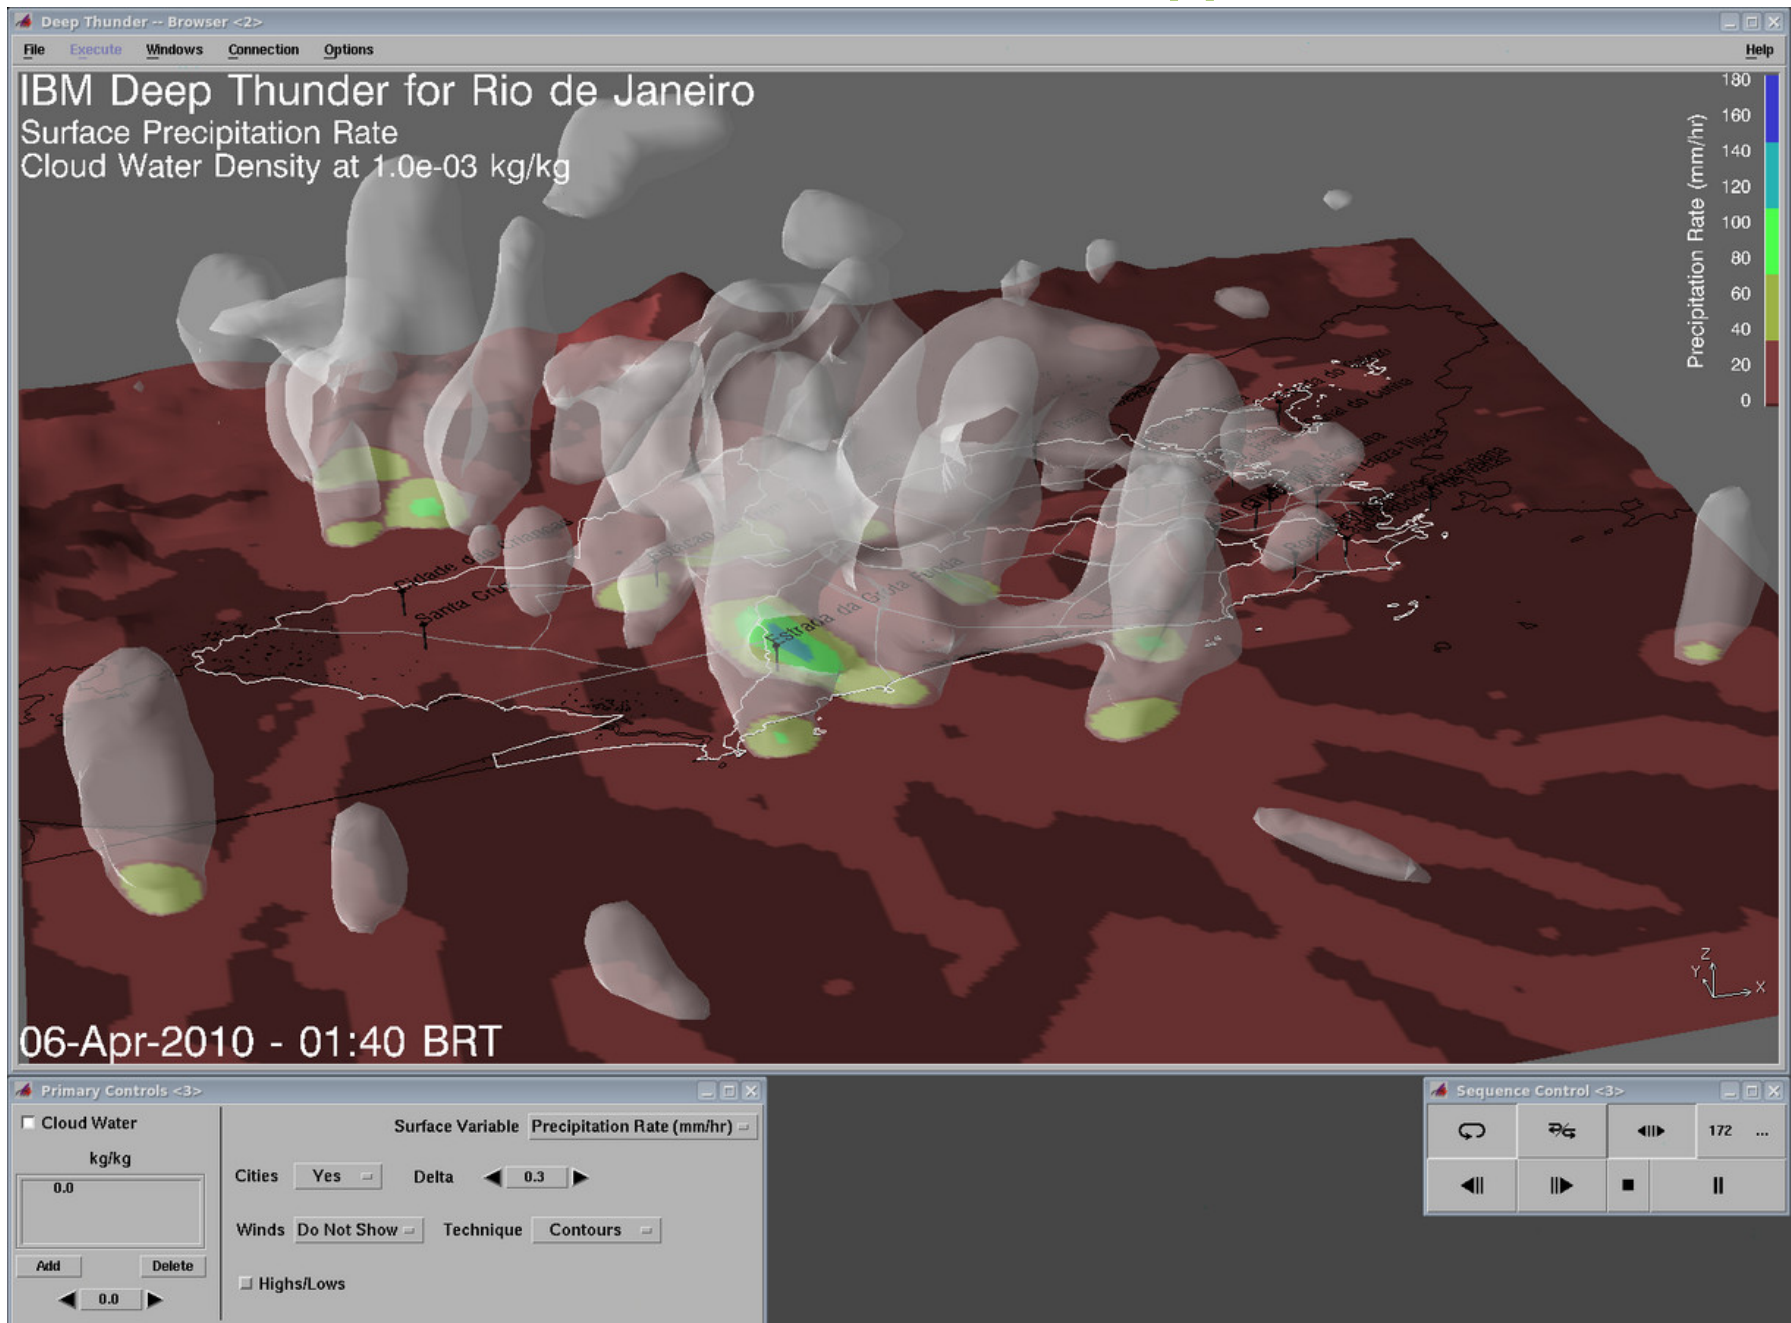 Deep Thunder -- Browser <2>
File Execute Windows Connection Options Help
IBM Deep Thunder for Rio de Janeiro
Surface Precipitation Rate
Cloud Water Density at 1.0e-03 kg/kg
Precipitation Rate (mm/hr)
180
160
140
120
100
80
60
40
20
0
Cidade das Crianças
Santa Cruz
Estrada da Grota Funda
Z
Y
X
06-Apr-2010 - 01:40 BRT
Primary Controls <3>
Cloud Water
kg/kg
0.0
Add Delete
0.0
Surface Variable Precipitation Rate (mm/hr)
Cities Yes Delta 0.3
Winds Do Not Show Technique Contours
Highs/Lows
Sequence Control <3>
172 ...